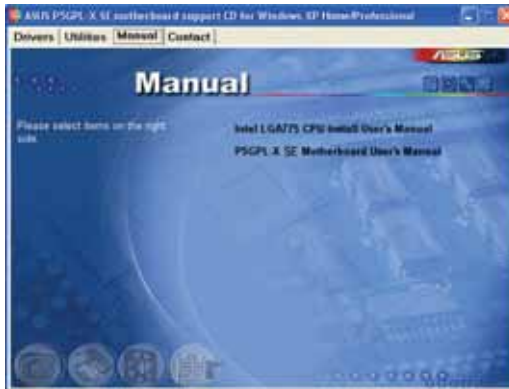 ASUS P5GPL-X SE motherboard support CD for Windows XP Home/Professional
Drivers Utilities Manual Contact
ASUS
Manual
Please select items on the right
side.
Intel LGA775 CPU Install User's Manual
P5GPL-X SE Motherboard User's Manual